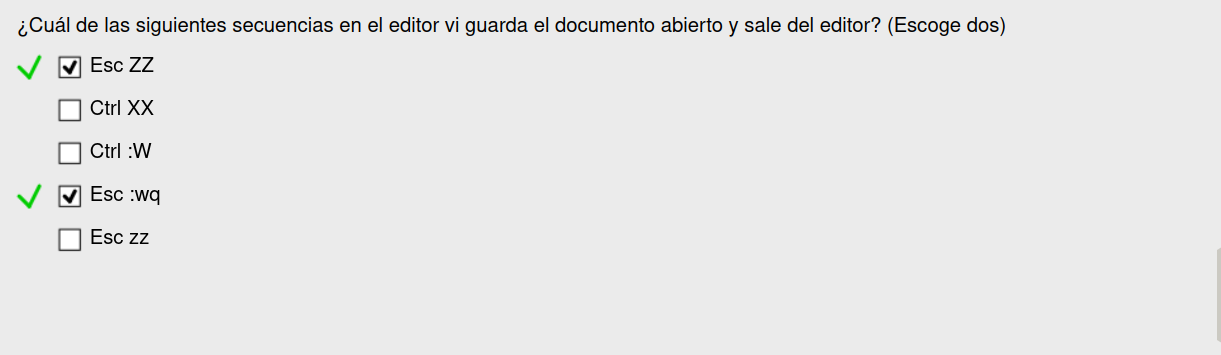 ¿Cuál de las siguientes secuencias en el editor vi guarda el documento abierto y sale del editor? (Escoge dos)
Esc ZZ
Ctrl XX
Ctrl :W
Esc :wq
Esc zz